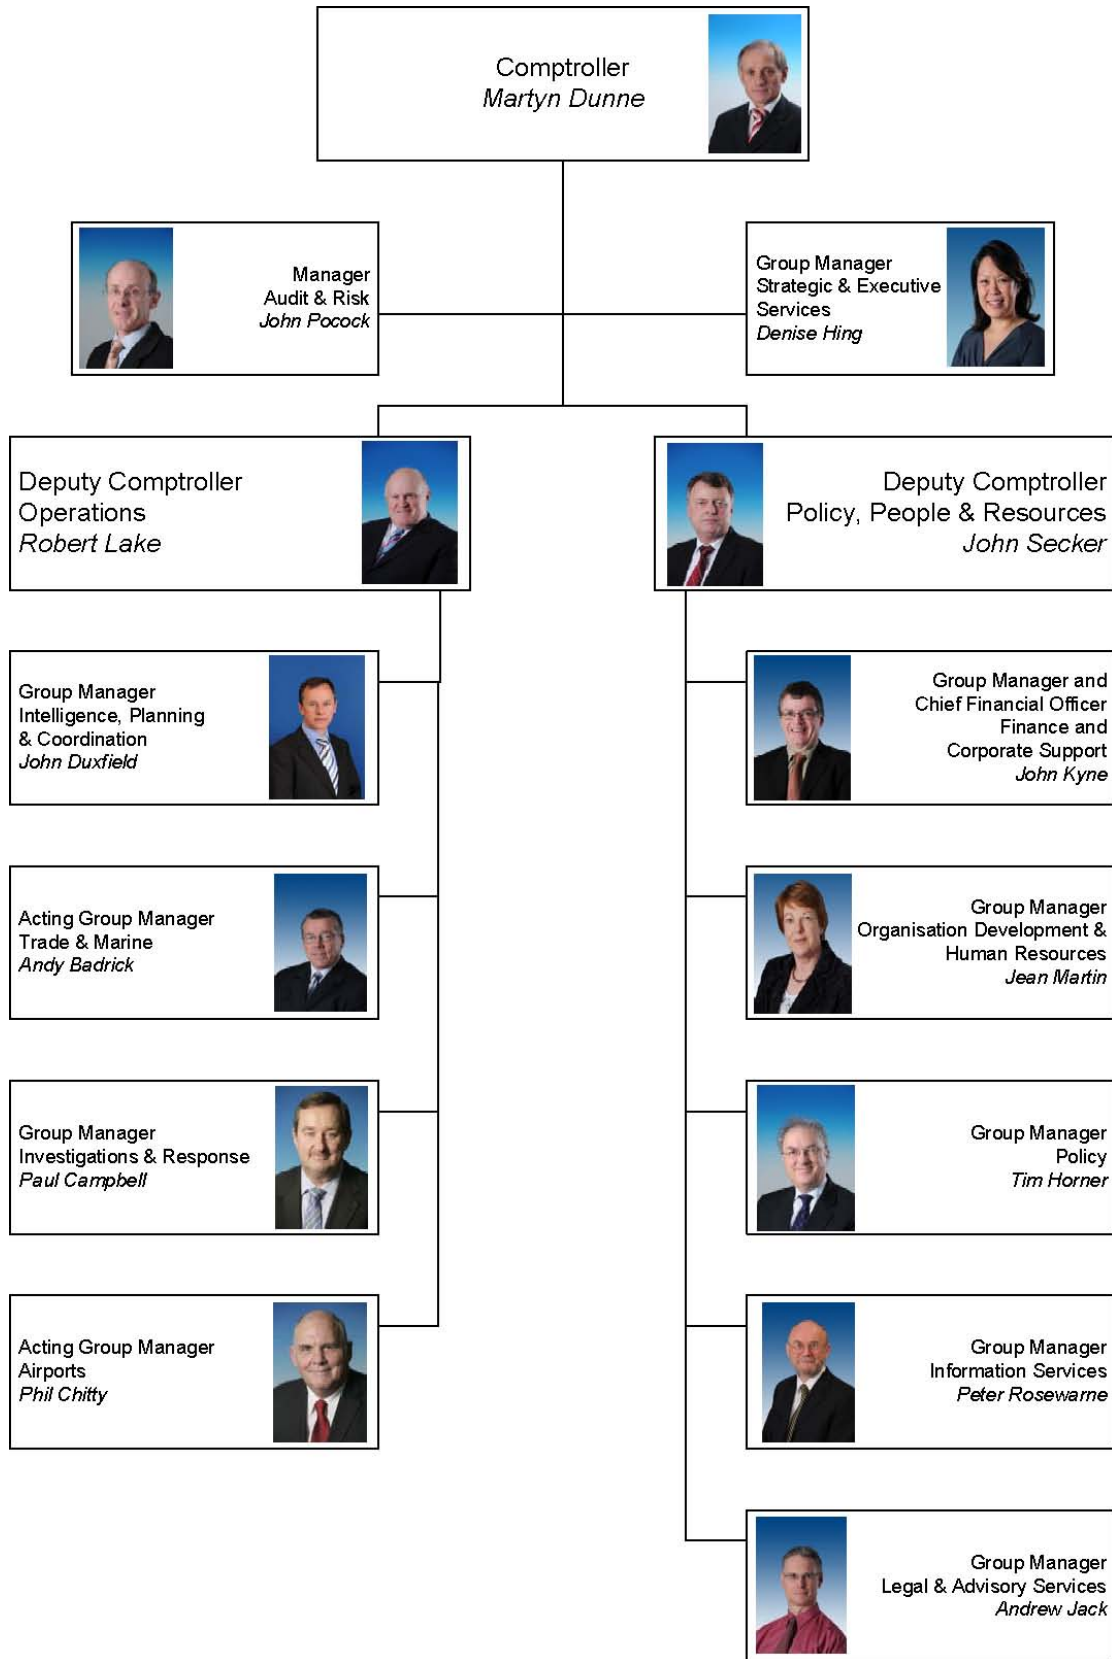 Comptroller
Martyn Dunne
Manager
Audit & Risk
John Pocock
Group Manager
Strategic & Executive
Services
Denise Hing
Deputy Comptroller
Operations
Robert Lake
Deputy Comptroller
Policy, People & Resources
John Secker
Group Manager
Intelligence, Planning
& Coordination
John Duxfield
Group Manager and
Chief Financial Officer
Finance and
Corporate Support
John Kyne
Acting Group Manager
Trade & Marine
Andy Badrick
Group Manager
Organisation Development &
Human Resources
Jean Martin
Group Manager
Investigations & Response
Paul Campbell
Group Manager
Policy
Tim Horner
Acting Group Manager
Airports
Phil Chitty
Group Manager
Information Services
Peter Rosewarne
Group Manager
Legal & Advisory Services
Andrew Jack